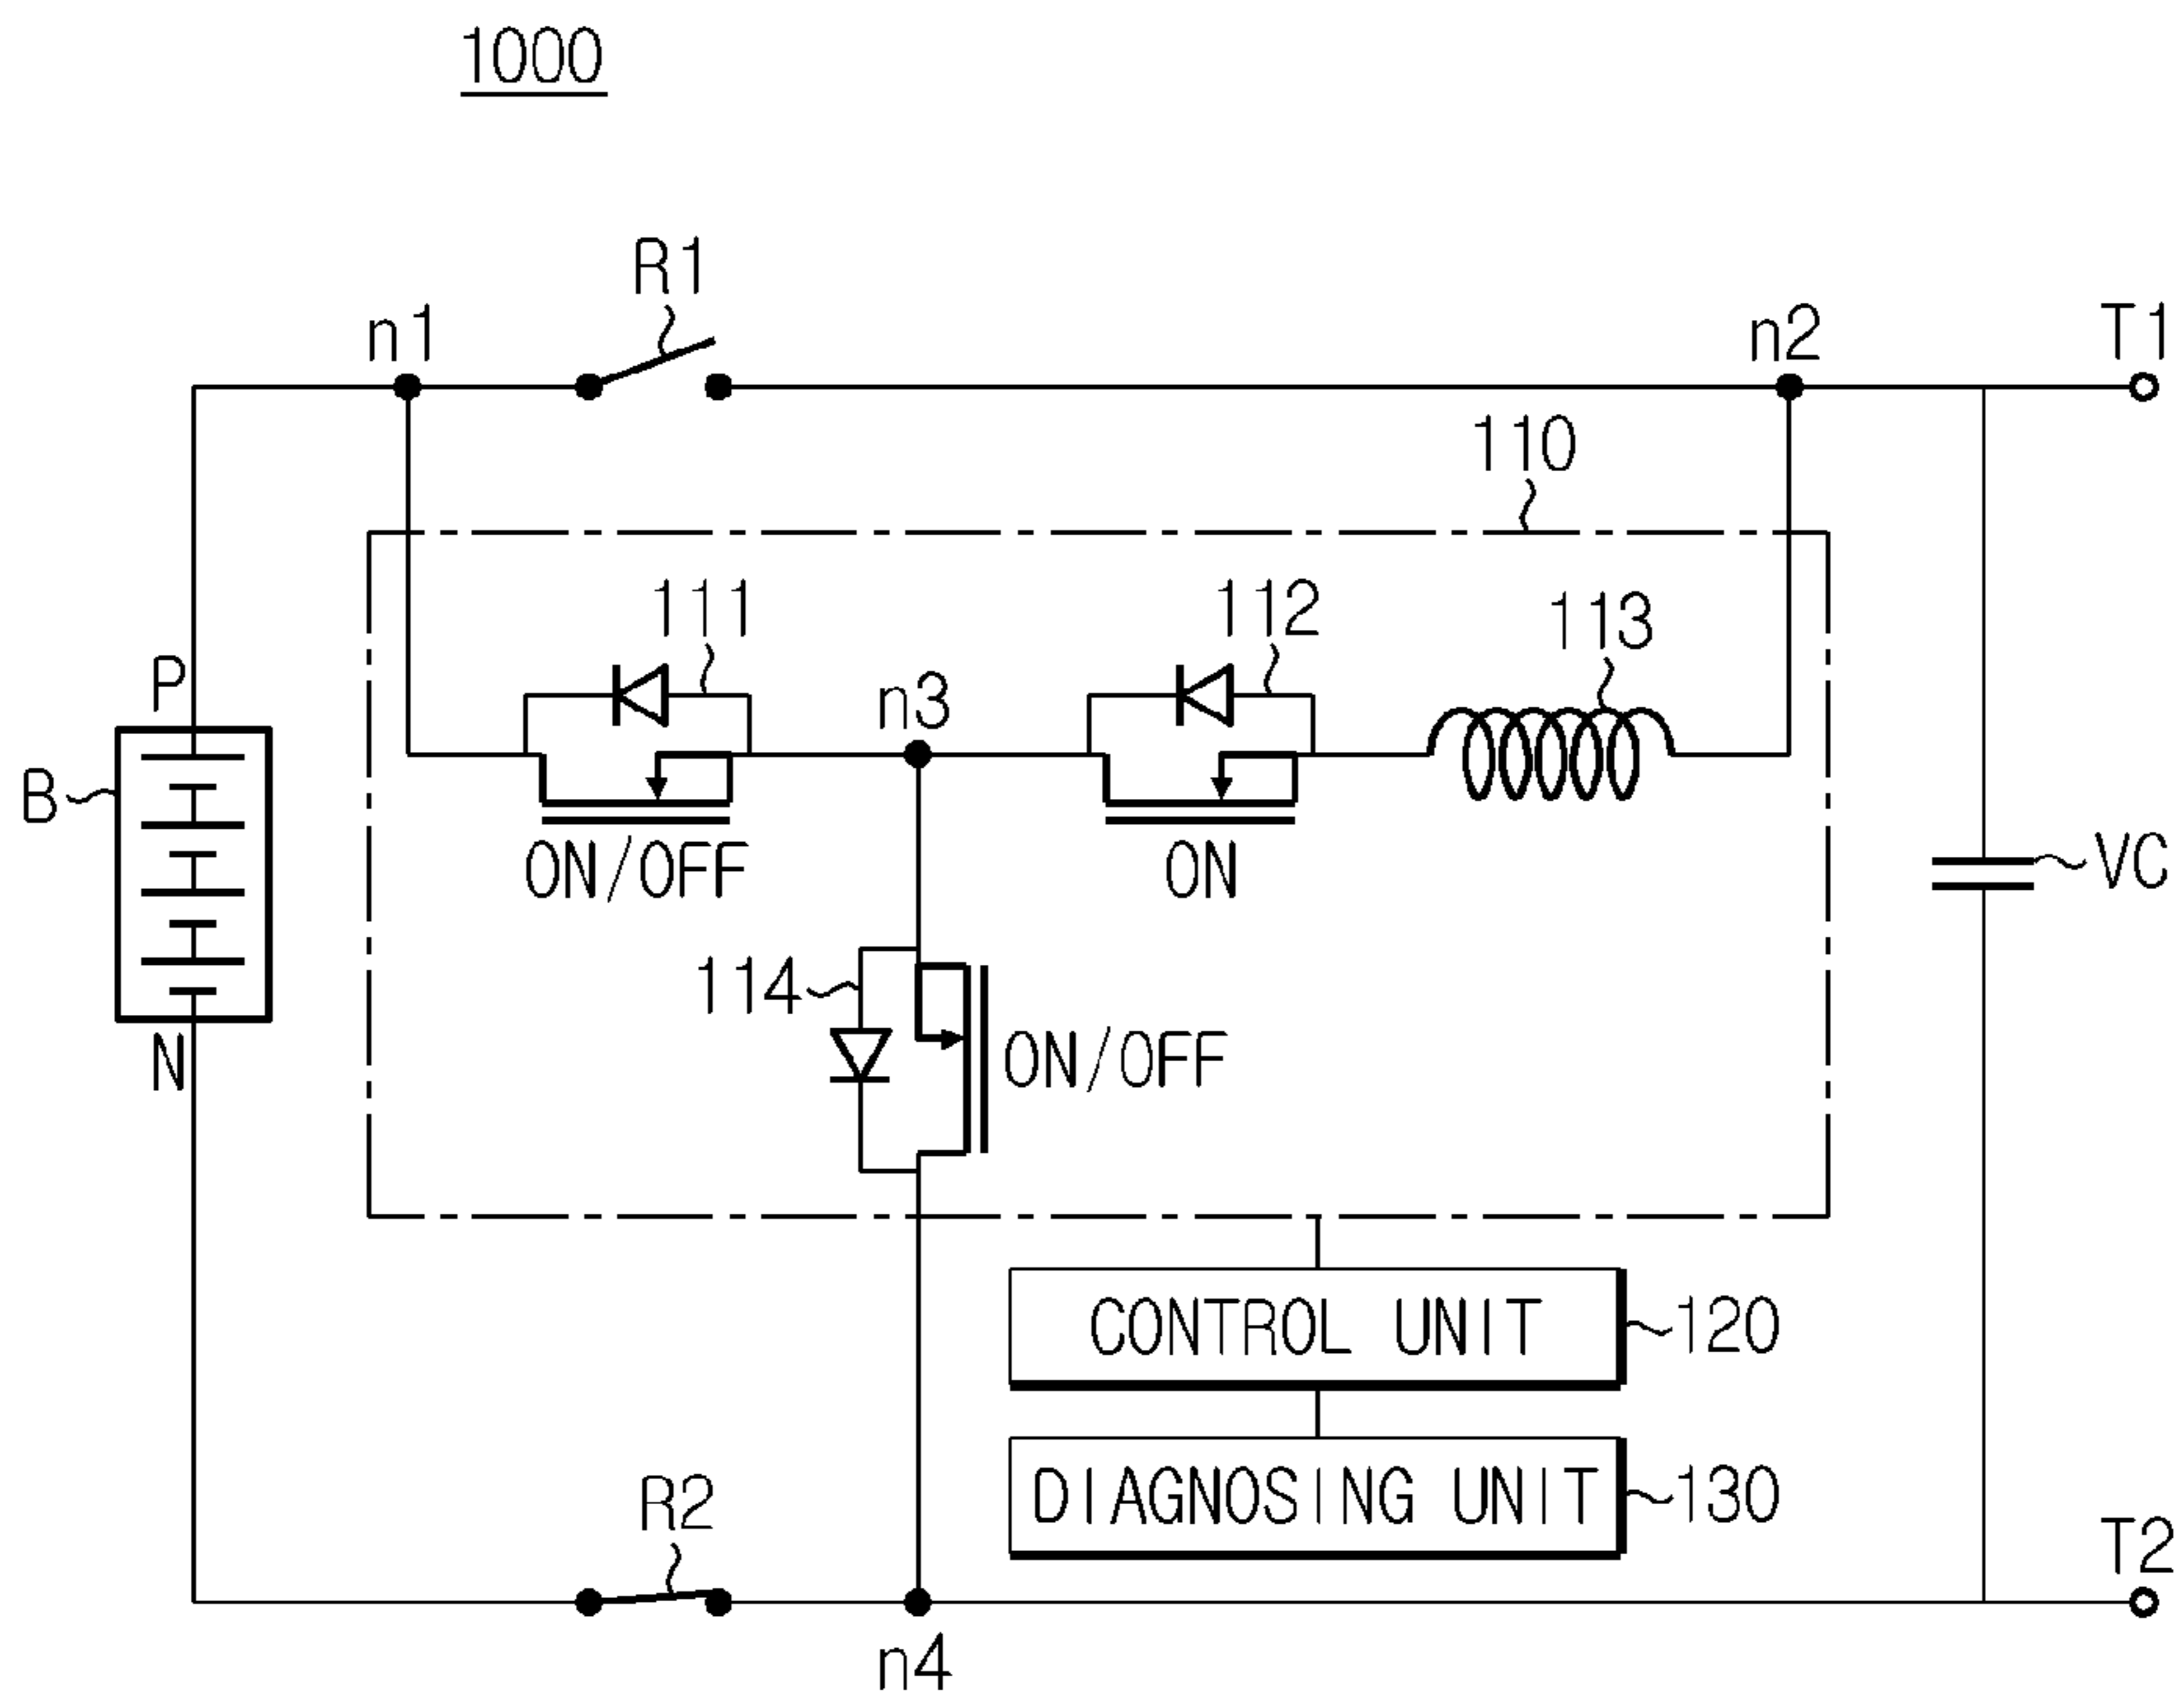 1000
R1
n1
n2
T1
110
111
112
113
P
n3
B
VC
ON/OFF
ON
114
N
ON/OFF
CONTROL UNIT
120
DIAGNOSING UNIT
130
R2
T2
n4